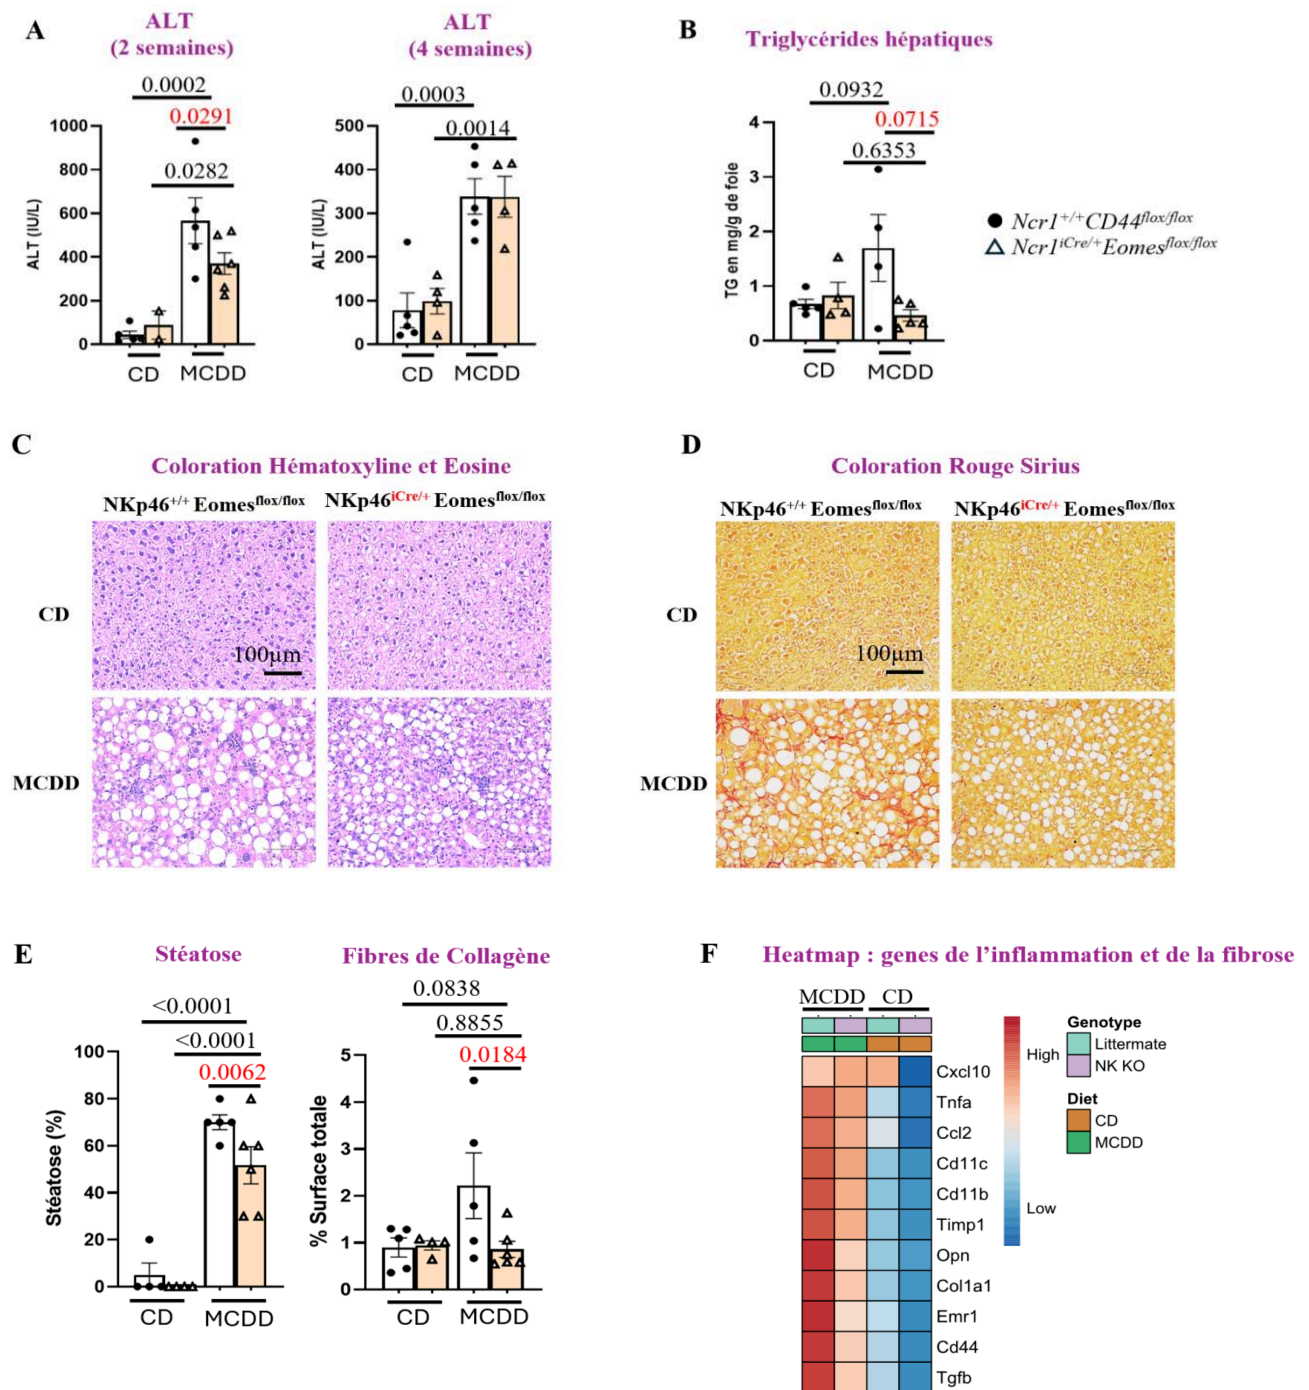 A
ALT
(2 semaines)
0.0002
0.0291
0.0282
1000
800
600
400
200
0
ALT (IU/L)
CD
MCDD
ALT
(4 semaines)
0.0003
0.0014
500
400
300
200
100
0
ALT (IU/L)
CD
MCDD
B
Triglycérides hépatiques
0.0932
0.0715
0.6353
4
3
2
1
0
TG en mg/g de foie
CD
MCDD
Ncr1+/+CD44flox/flox
Ncr1iCre/+Eomesflox/flox
C
Coloration Hématoxyline et Eosine
NKp46+/+ Eomesflox/flox
NKp46iCre/+ Eomesflox/flox
CD
100µm
MCDD
D
Coloration Rouge Sirius
NKp46+/+ Eomesflox/flox
NKp46iCre/+ Eomesflox/flox
CD
100µm
MCDD
E
Stéatose
<0.0001
<0.0001
0.0062
100
80
60
40
20
0
Stéatose (%)
CD
MCDD
Fibres de Collagène
0.0838
0.8855
0.0184
5
4
3
2
1
0
% Surface totale
CD
MCDD
F
Heatmap : genes de l’inflammation et de la fibrose
MCDD
CD
Cxcl10
Tnfa
Ccl2
Cd11c
Cd11b
Timp1
Opn
Col1a1
Emr1
Cd44
Tgfb
High
Low
Genotype
Littermate
NK KO
Diet
CD
MCDD